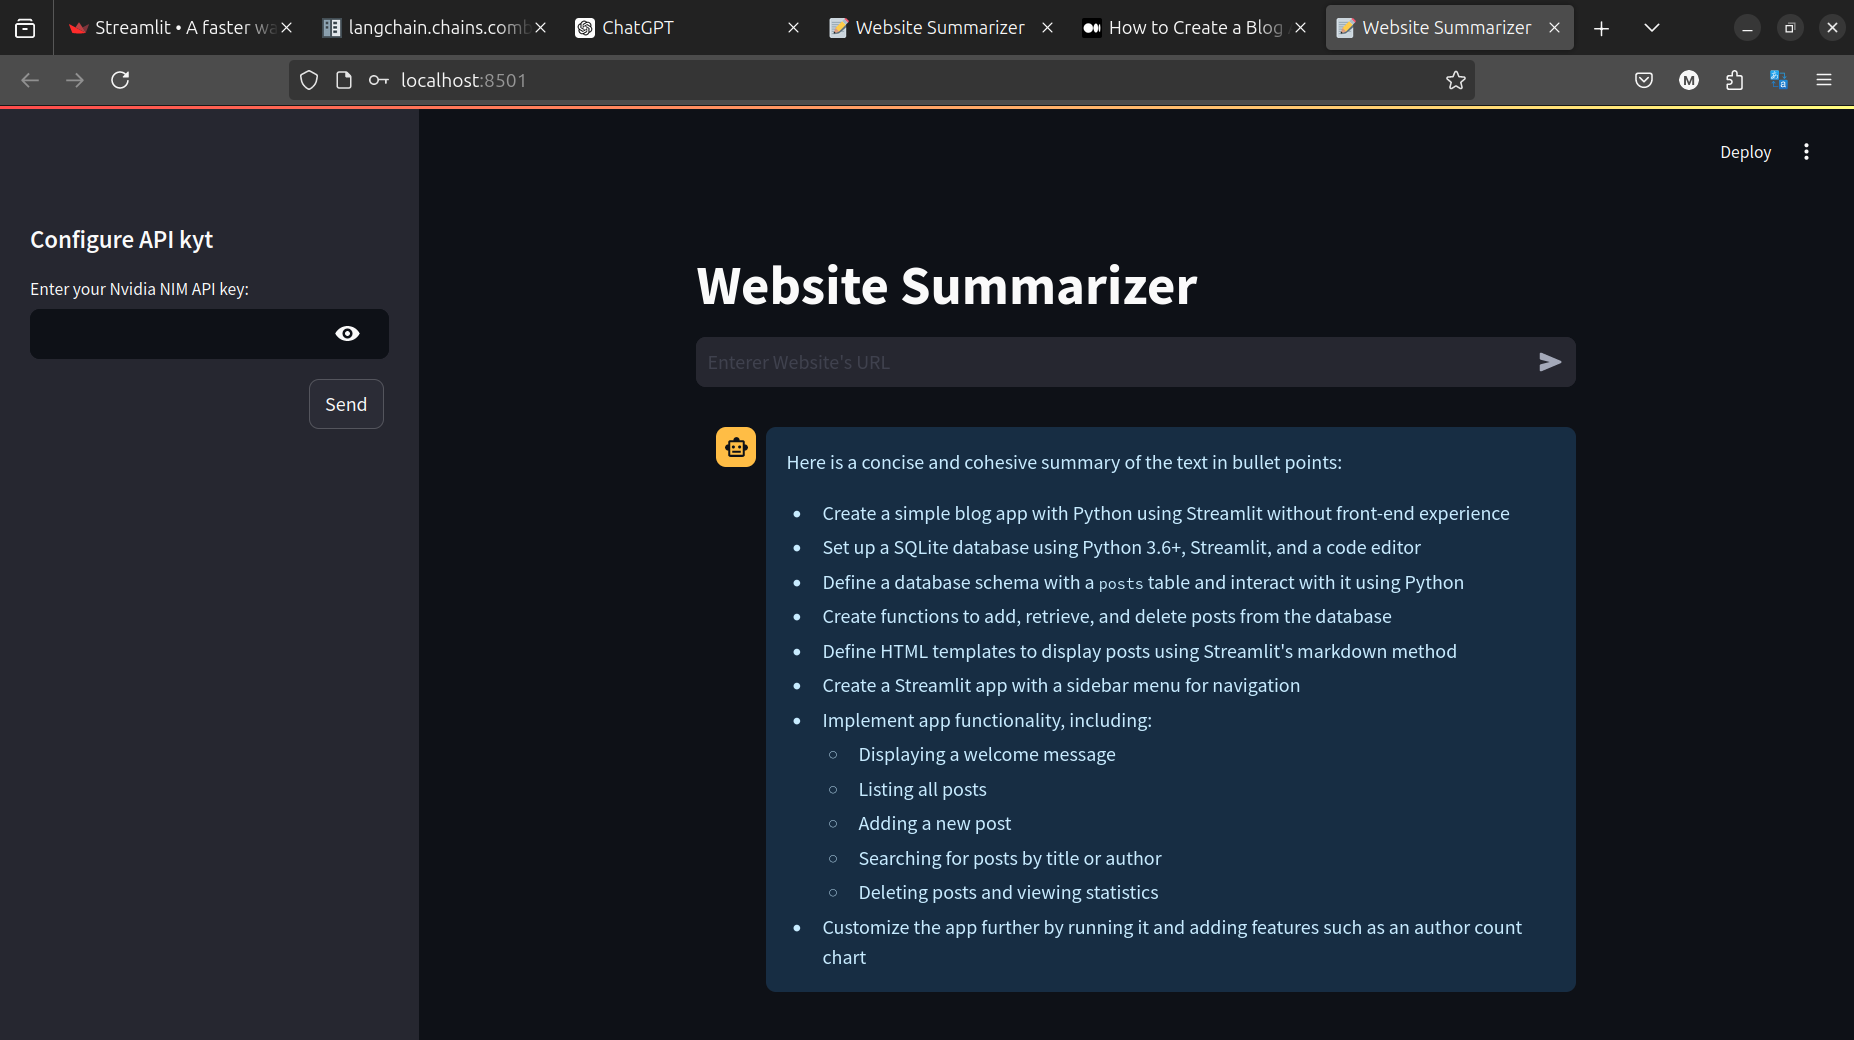 Streamlit • A faster wa
langchain.chains.comb
ChatGPT
Website Summarizer
How to Create a Blog
Website Summarizer
localhost:8501
M
Deploy
Configure API kyt
Enter your Nvidia NIM API key:
Send
Website Summarizer
Enterer Website's URL
Here is a concise and cohesive summary of the text in bullet points:
• Create a simple blog app with Python using Streamlit without front-end experience
• Set up a SQLite database using Python 3.6+, Streamlit, and a code editor
• Define a database schema with a posts table and interact with it using Python
• Create functions to add, retrieve, and delete posts from the database
• Define HTML templates to display posts using Streamlit's markdown method
• Create a Streamlit app with a sidebar menu for navigation
• Implement app functionality, including:
○ Displaying a welcome message
○ Listing all posts
○ Adding a new post
○ Searching for posts by title or author
○ Deleting posts and viewing statistics
• Customize the app further by running it and adding features such as an author count
chart